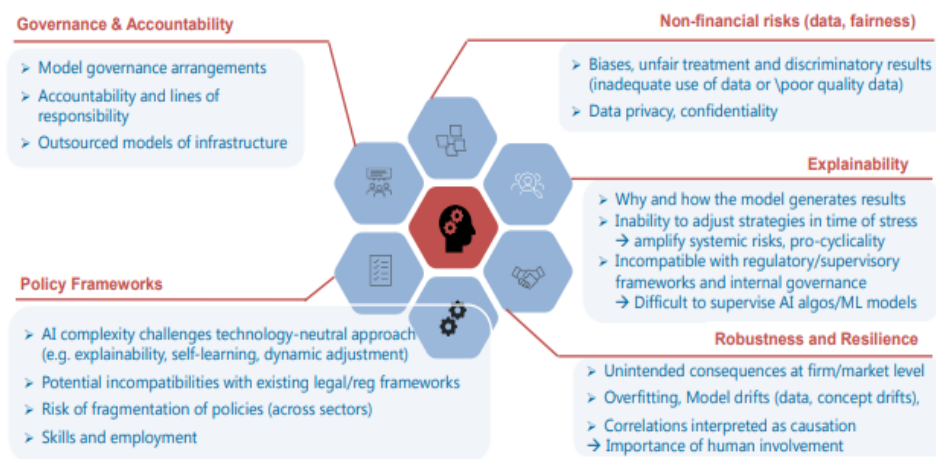 Governance & Accountability
➢ Model governance arrangements
➢ Accountability and lines of
responsibility
➢ Outsourced models of infrastructure
Non-financial risks (data, fairness)
➢ Biases, unfair treatment and discriminatory results
(inadequate use of data or \poor quality data)
➢ Data privacy, confidentiality
Explainability
➢ Why and how the model generates results
➢ Inability to adjust strategies in time of stress
→ amplify systemic risks, pro-cyclicality
➢ Incompatible with regulatory/supervisory
frameworks and internal governance
→ Difficult to supervise AI algos/ML models
Policy Frameworks
➢ AI complexity challenges technology-neutral approach
(e.g. explainability, self-learning, dynamic adjustment)
➢ Potential incompatibilities with existing legal/reg frameworks
➢ Risk of fragmentation of policies (across sectors)
➢ Skills and employment
Robustness and Resilience
➢ Unintended consequences at firm/market level
➢ Overfitting, Model drifts (data, concept drifts),
➢ Correlations interpreted as causation
→ Importance of human involvement